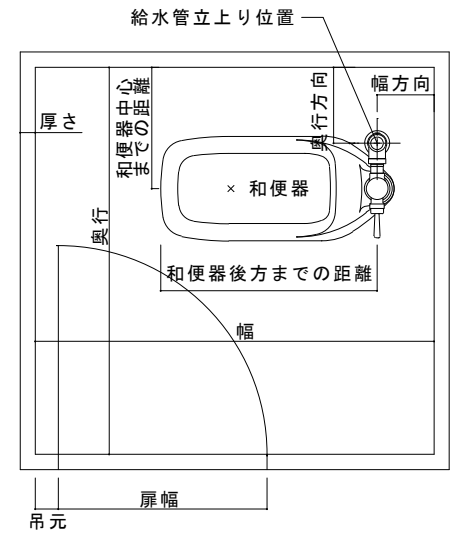 給水管立上り位置
幅方向
奥行方向
和便器中心
までの距離
厚さ
和便器
奥行
和便器後方までの距離
幅
扉幅
吊元